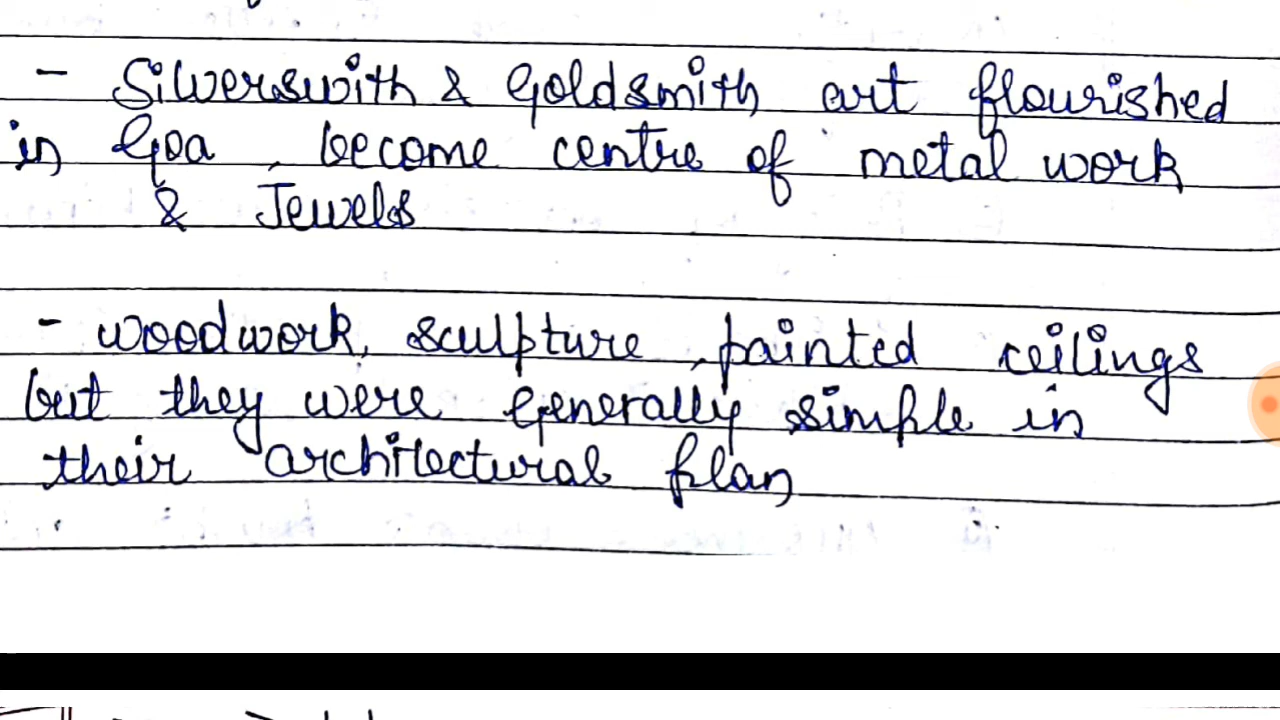 - Silwerswith & Goldsmith art flourished
in Goa , become centre of metal work
& Jewels
- woodwork, sculpture, painted ceilings
but they were Generally simple in
their architectural plan